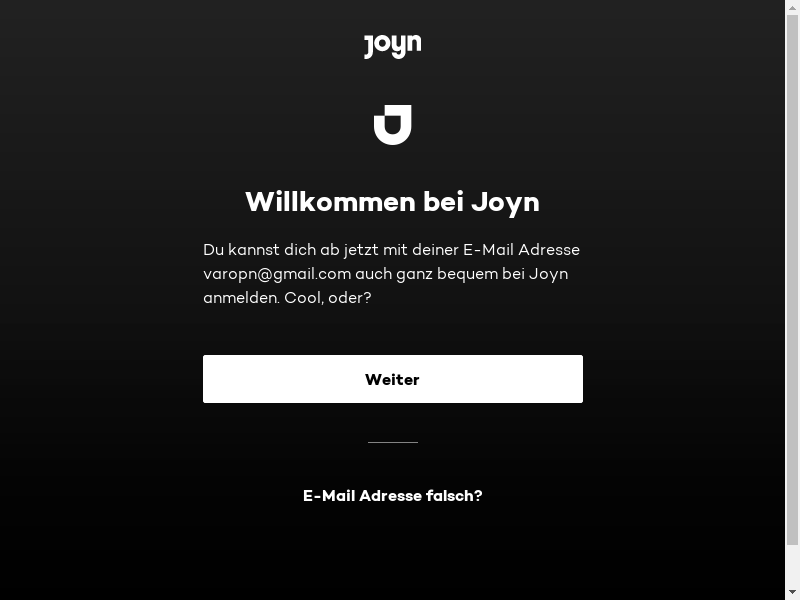 joyn
Willkommen bei Joyn
Du kannst dich ab jetzt mit deiner E-Mail Adresse
varopn@gmail.com auch ganz bequem bei Joyn
anmelden. Cool, oder?
Weiter
E-Mail Adresse falsch?